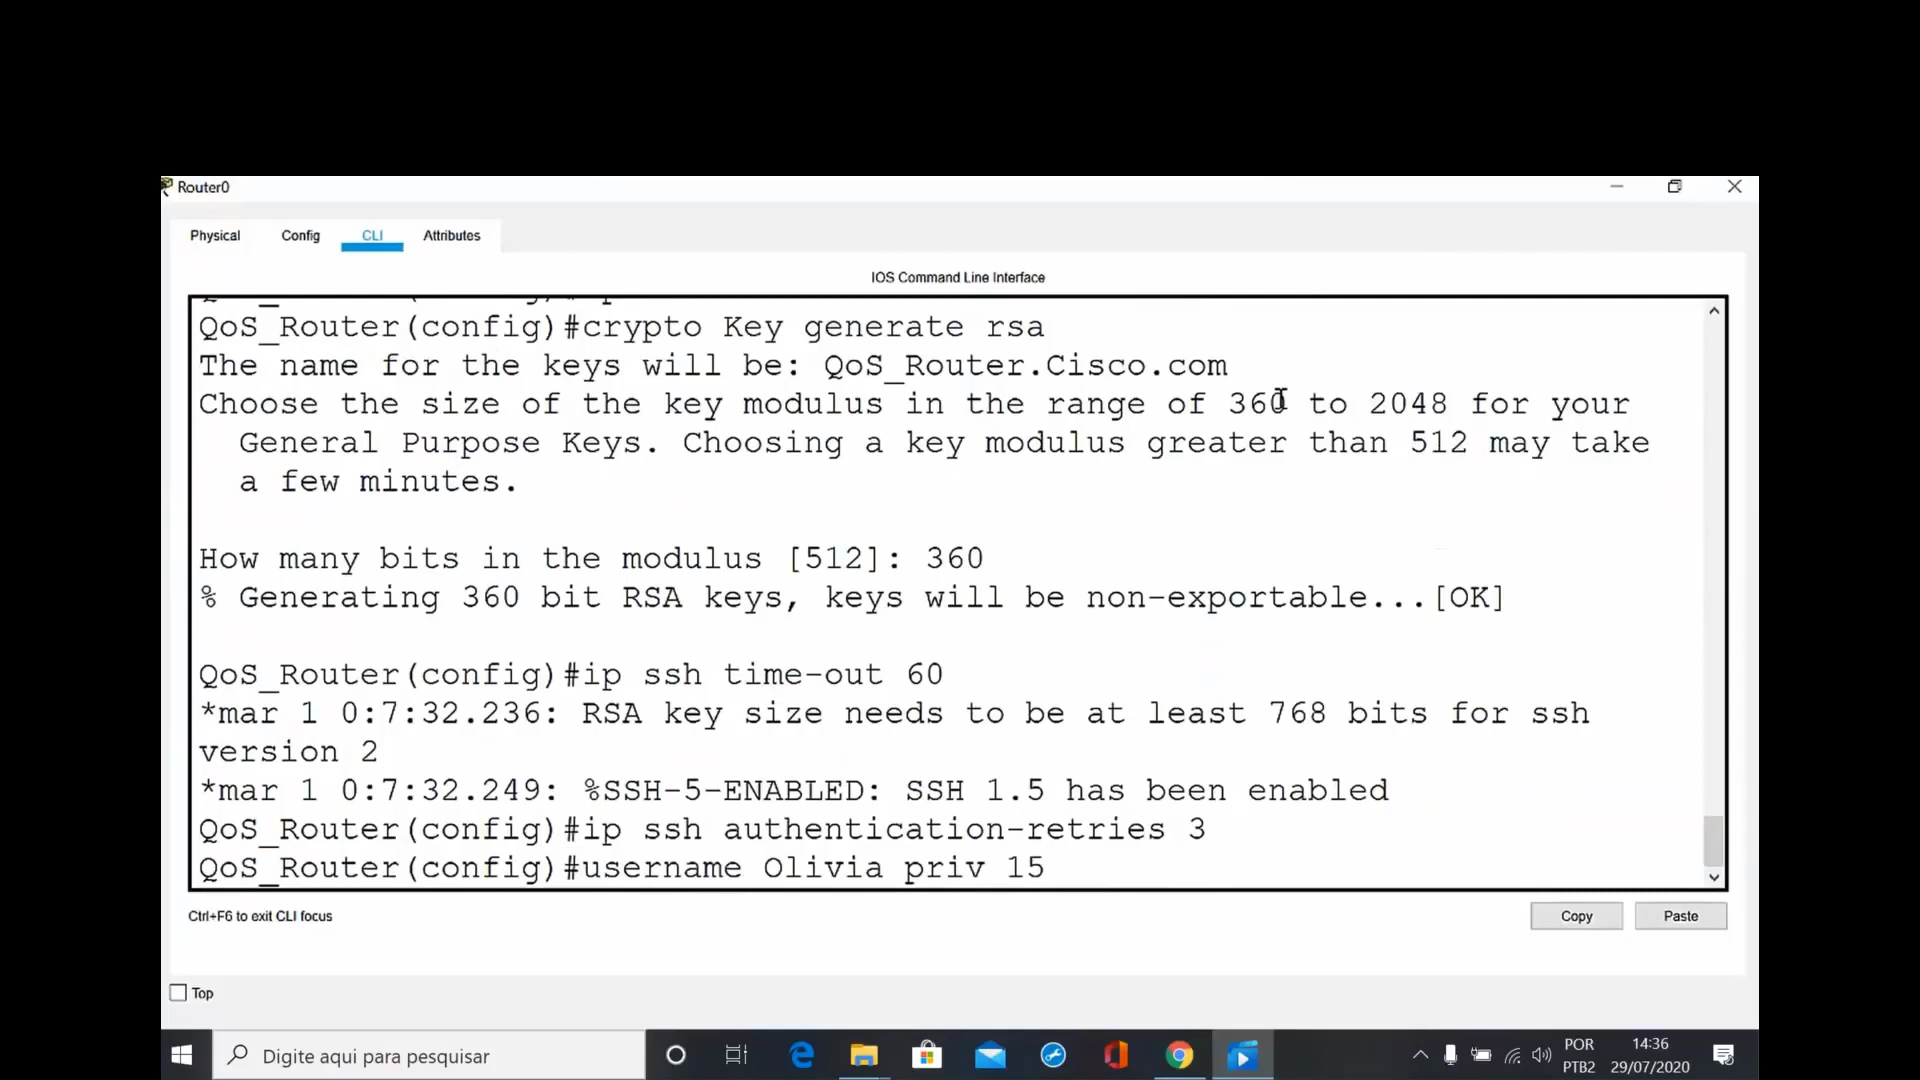 Router0
Physical Config CLI Attributes
IOS Command Line Interface
QoS_Router(config)#crypto Key generate rsa
The name for the keys will be: QoS_Router.Cisco.com
Choose the size of the key modulus in the range of 360 to 2048 for your
General Purpose Keys. Choosing a key modulus greater than 512 may take
a few minutes.
How many bits in the modulus [512]: 360
% Generating 360 bit RSA keys, keys will be non-exportable...[OK]
QoS_Router(config)#ip ssh time-out 60
*mar 1 0:7:32.236: RSA key size needs to be at least 768 bits for ssh
version 2
*mar 1 0:7:32.249: %SSH-5-ENABLED: SSH 1.5 has been enabled
QoS_Router(config)#ip ssh authentication-retries 3
QoS_Router(config)#username Olivia priv 15
Ctrl+F6 to exit CLI focus
Copy Paste
Top
Digite aqui para pesquisar
POR
PTB2
14:36
29/07/2020